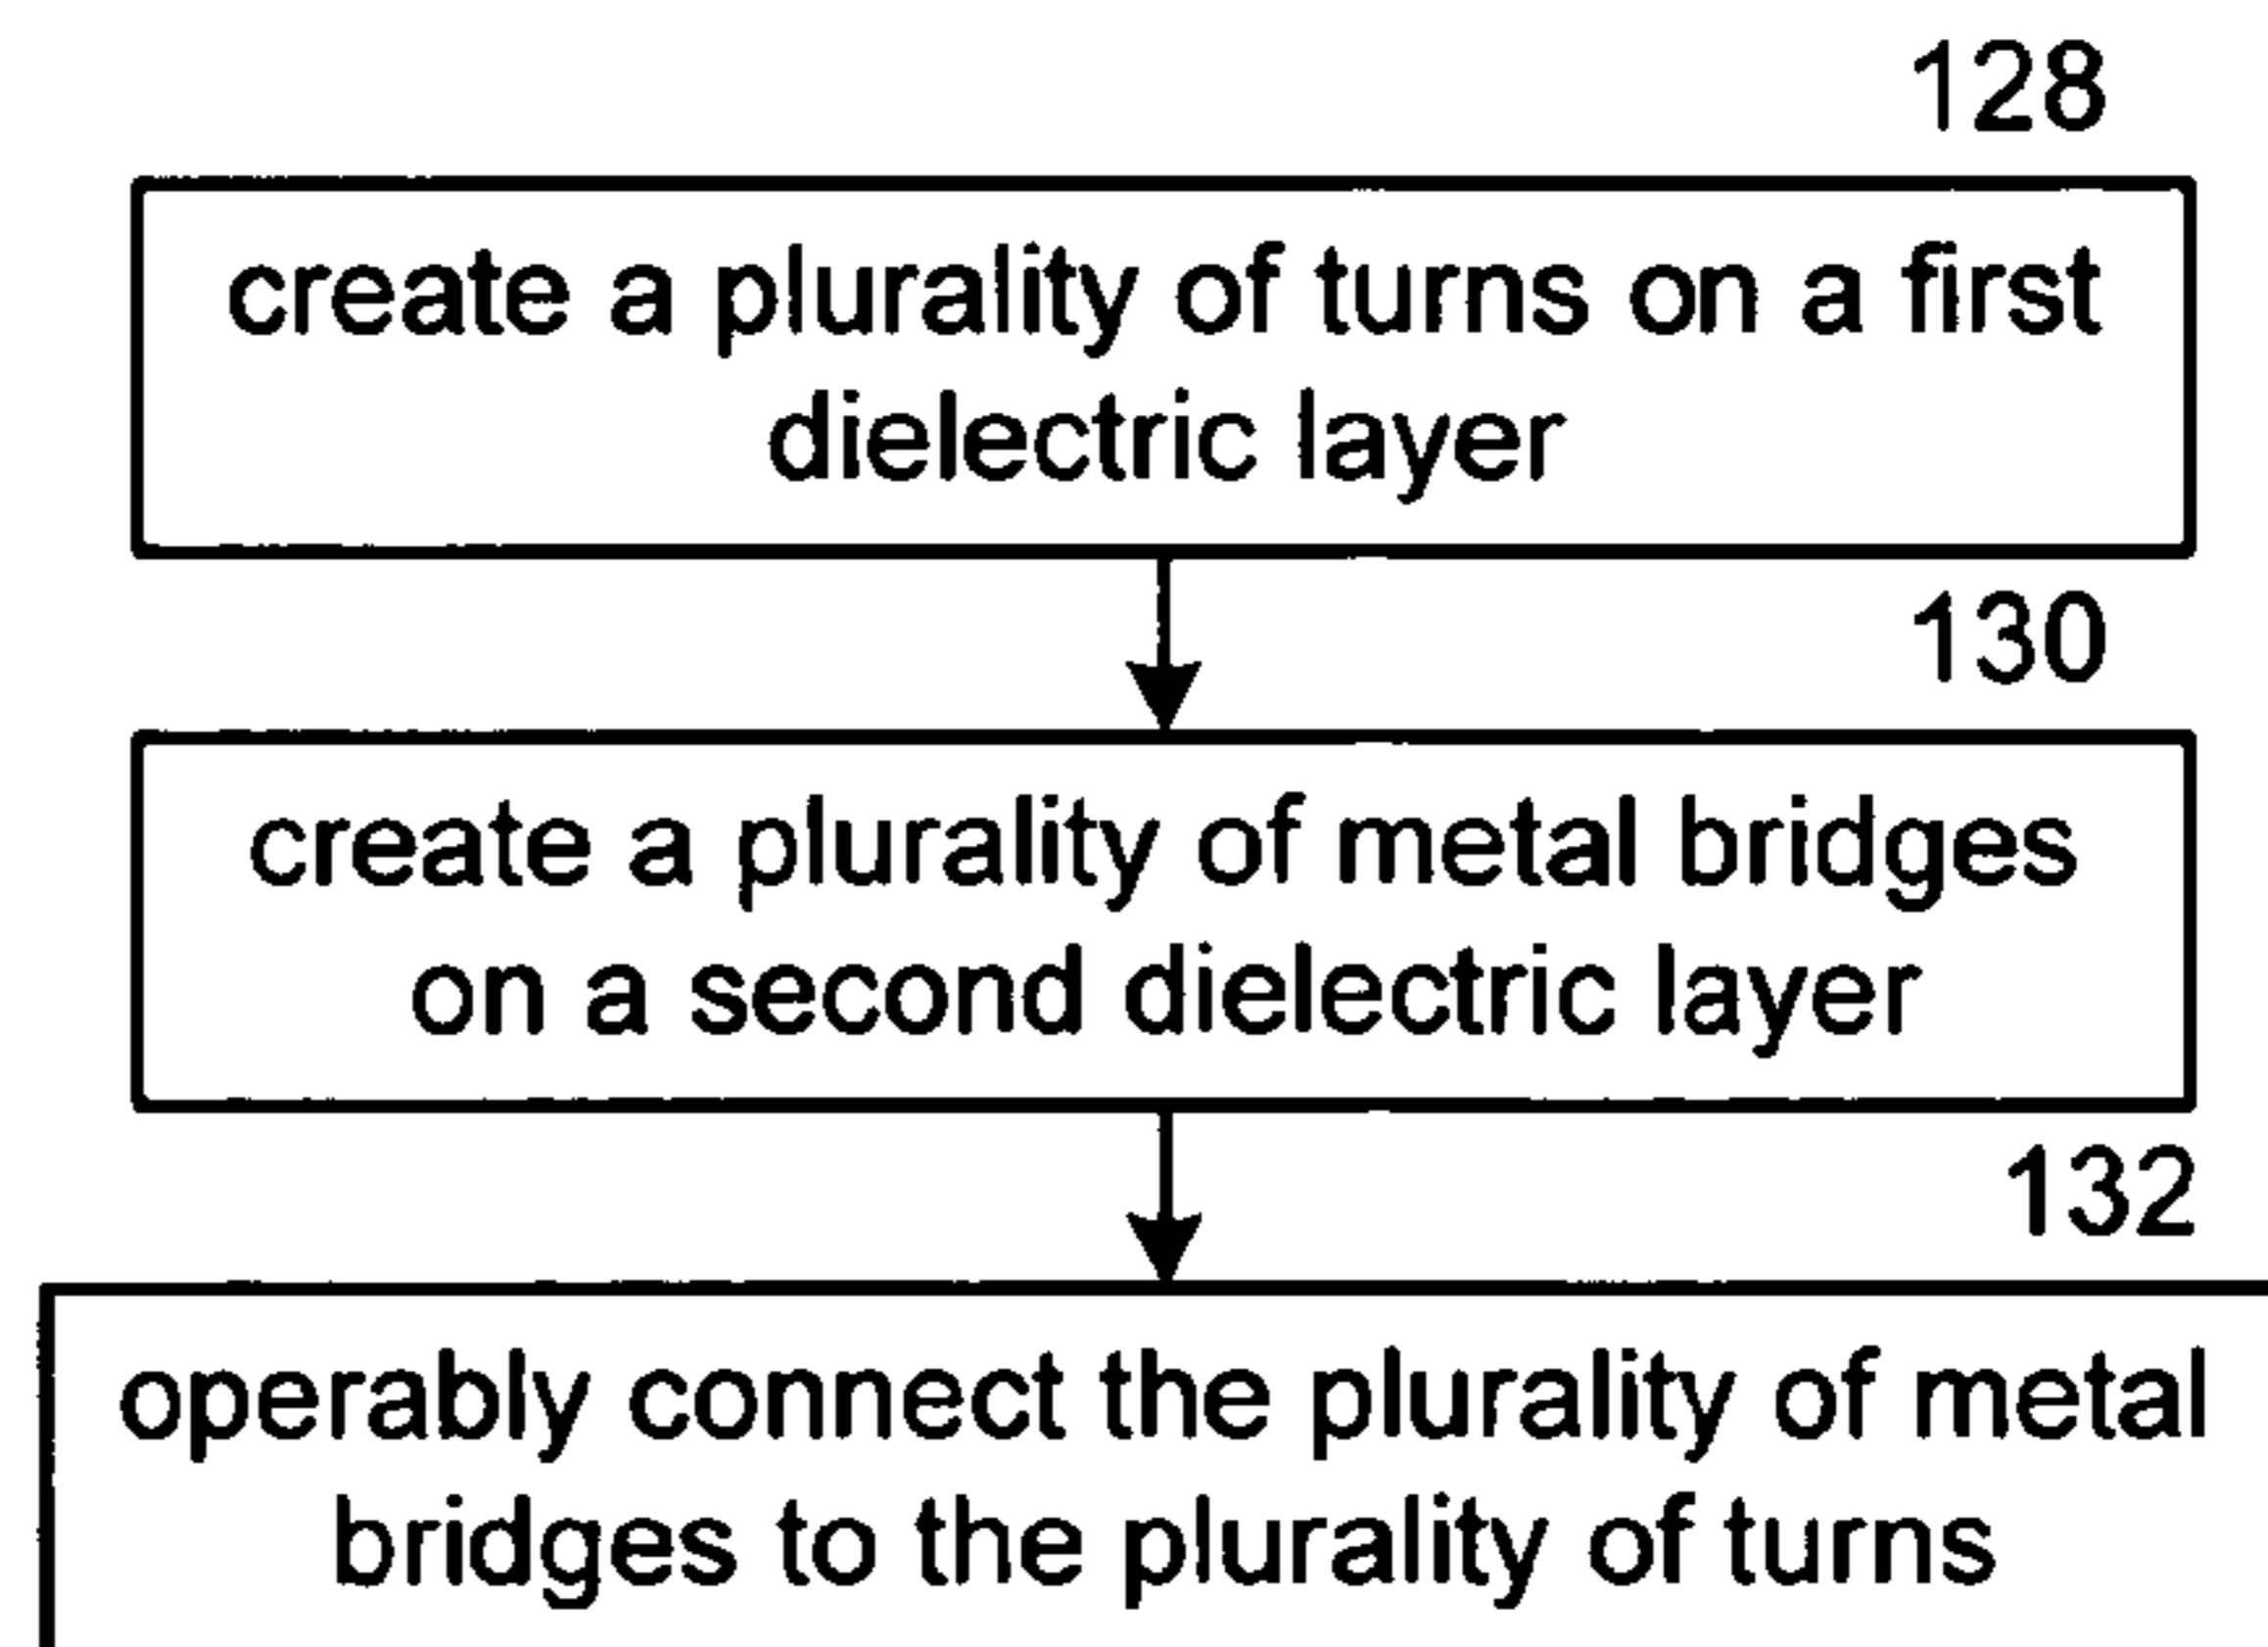 128
create a plurality of turns on a first
dielectric layer
130
create a plurality of metal bridges
on a second dielectric layer
132
operably connect the plurality of metal
bridges to the plurality of turns